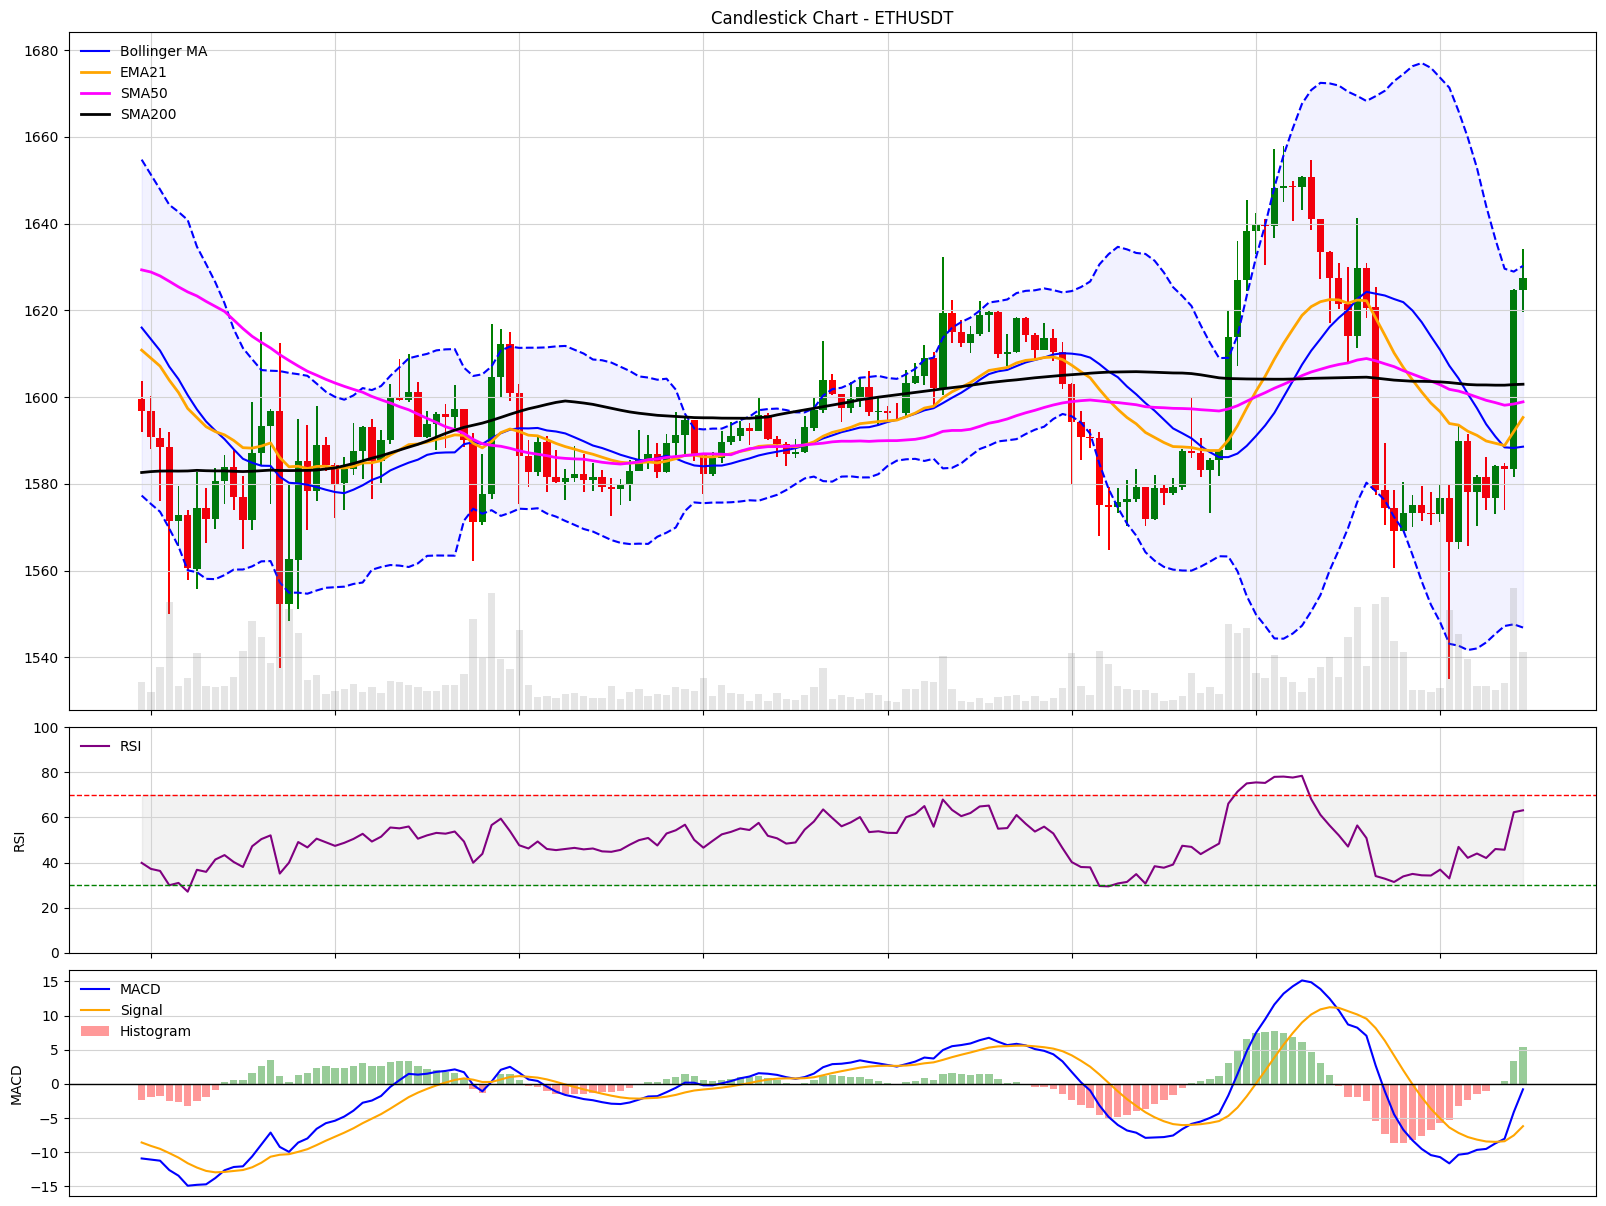 Candlestick Chart - ETHUSDT
Bollinger MA
EMA21
SMA50
SMA200
1680
1660
1640
1620
1600
1580
1560
1540
RSI
100
80
60
40
20
0
RSI
MACD
Signal
Histogram
15
10
5
0
−5
−10
−15
MACD